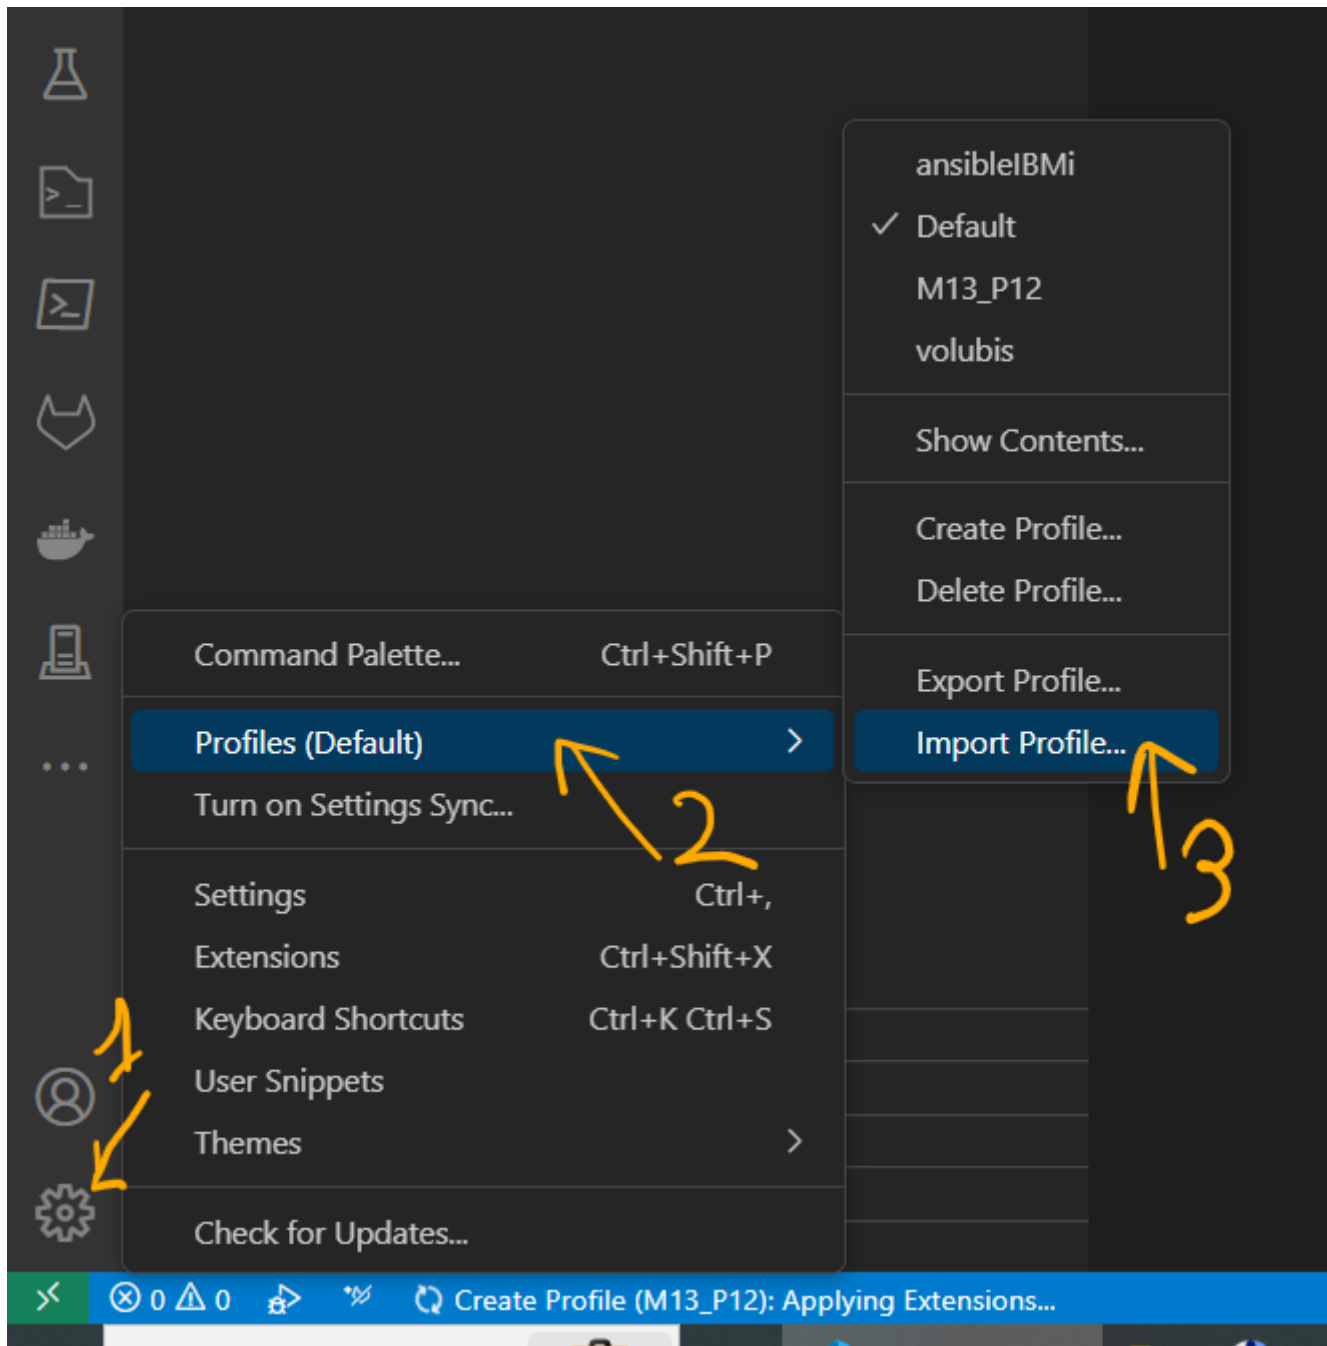 ansibleIBMi
Default
M13_P12
volubis
Show Contents...
Create Profile...
Delete Profile...
Export Profile...
Import Profile...
Command Palette... Ctrl+Shift+P
Profiles (Default)
Turn on Settings Sync...
Settings Ctrl+,
Extensions Ctrl+Shift+X
Keyboard Shortcuts Ctrl+K Ctrl+S
User Snippets
Themes
Check for Updates...
1
2
3
0 0 Create Profile (M13_P12): Applying Extensions...